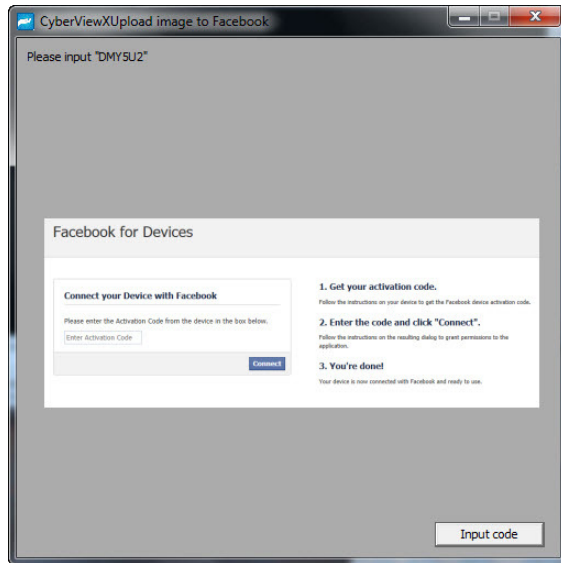 CyberViewXUpload image to Facebook
Please input "DMY5U2"
Facebook for Devices
Connect your Device with Facebook
Please enter the Activation Code from the device in the box below.
Enter Activation Code
Connect
1. Get your activation code.
Follow the instructions on your device to get the Facebook device activation code.
2. Enter the code and click "Connect".
Follow the instructions on the resulting dialog to grant permissions to the
application.
3. You're done!
Your device is now connected with Facebook and ready to use.
Input code